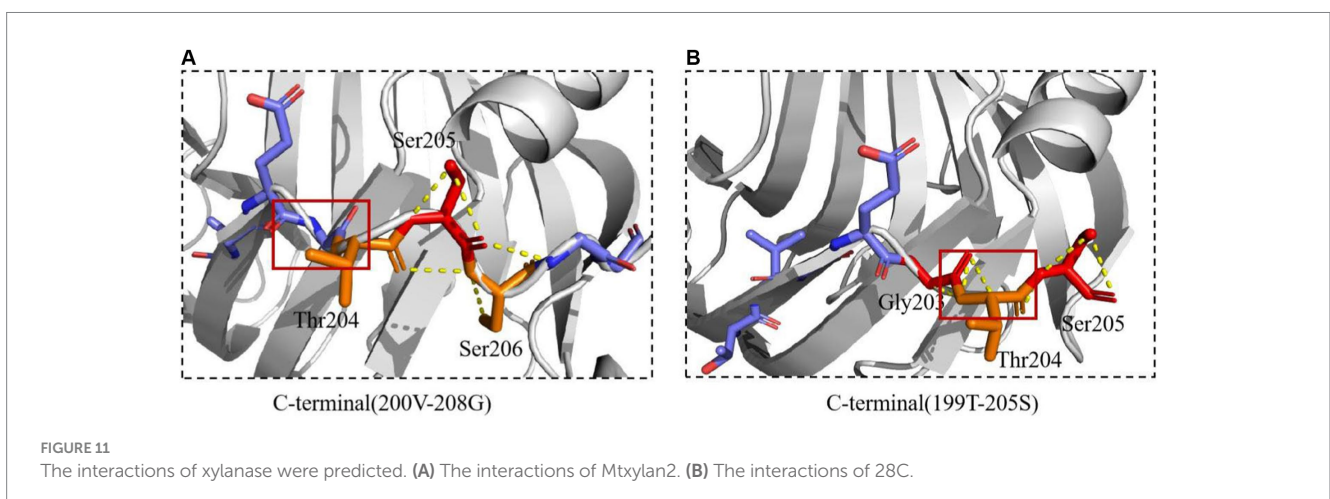 A
B
Ser205
Thr204
Ser206
Gly203
Ser205
Thr204
C-terminal(200V-208G)
C-terminal(199T-205S)
FIGURE 11
The interactions of xylanase were predicted. (A) The interactions of Mtxylan2. (B) The interactions of 28C.